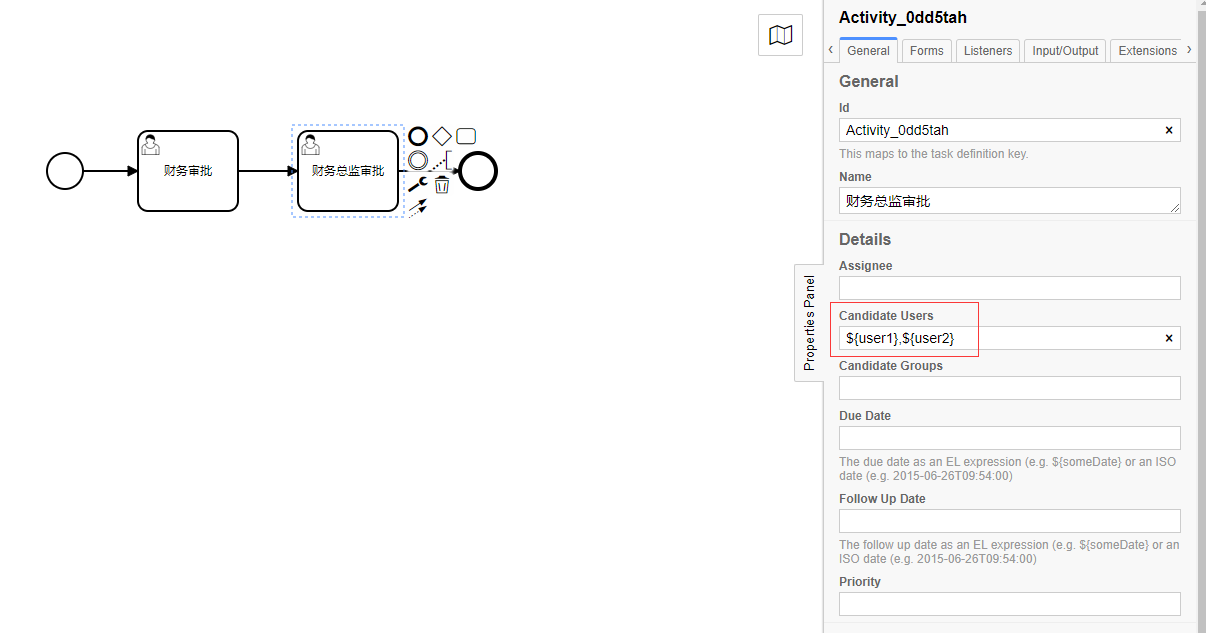 财务审批
财务总监审批
Properties Panel
Activity_0dd5tah
General
Forms
Listeners
Input/Output
Extensions
General
Id
Activity_0dd5tah
This maps to the task definition key.
Name
财务总监审批
Details
Assignee
Candidate Users
${user1},${user2}
Candidate Groups
Due Date
The due date as an EL expression (e.g. ${someDate} or an ISO
date (e.g. 2015-06-26T09:54:00)
Follow Up Date
The follow up date as an EL expression (e.g. ${someDate} or an
ISO date (e.g. 2015-06-26T09:54:00)
Priority